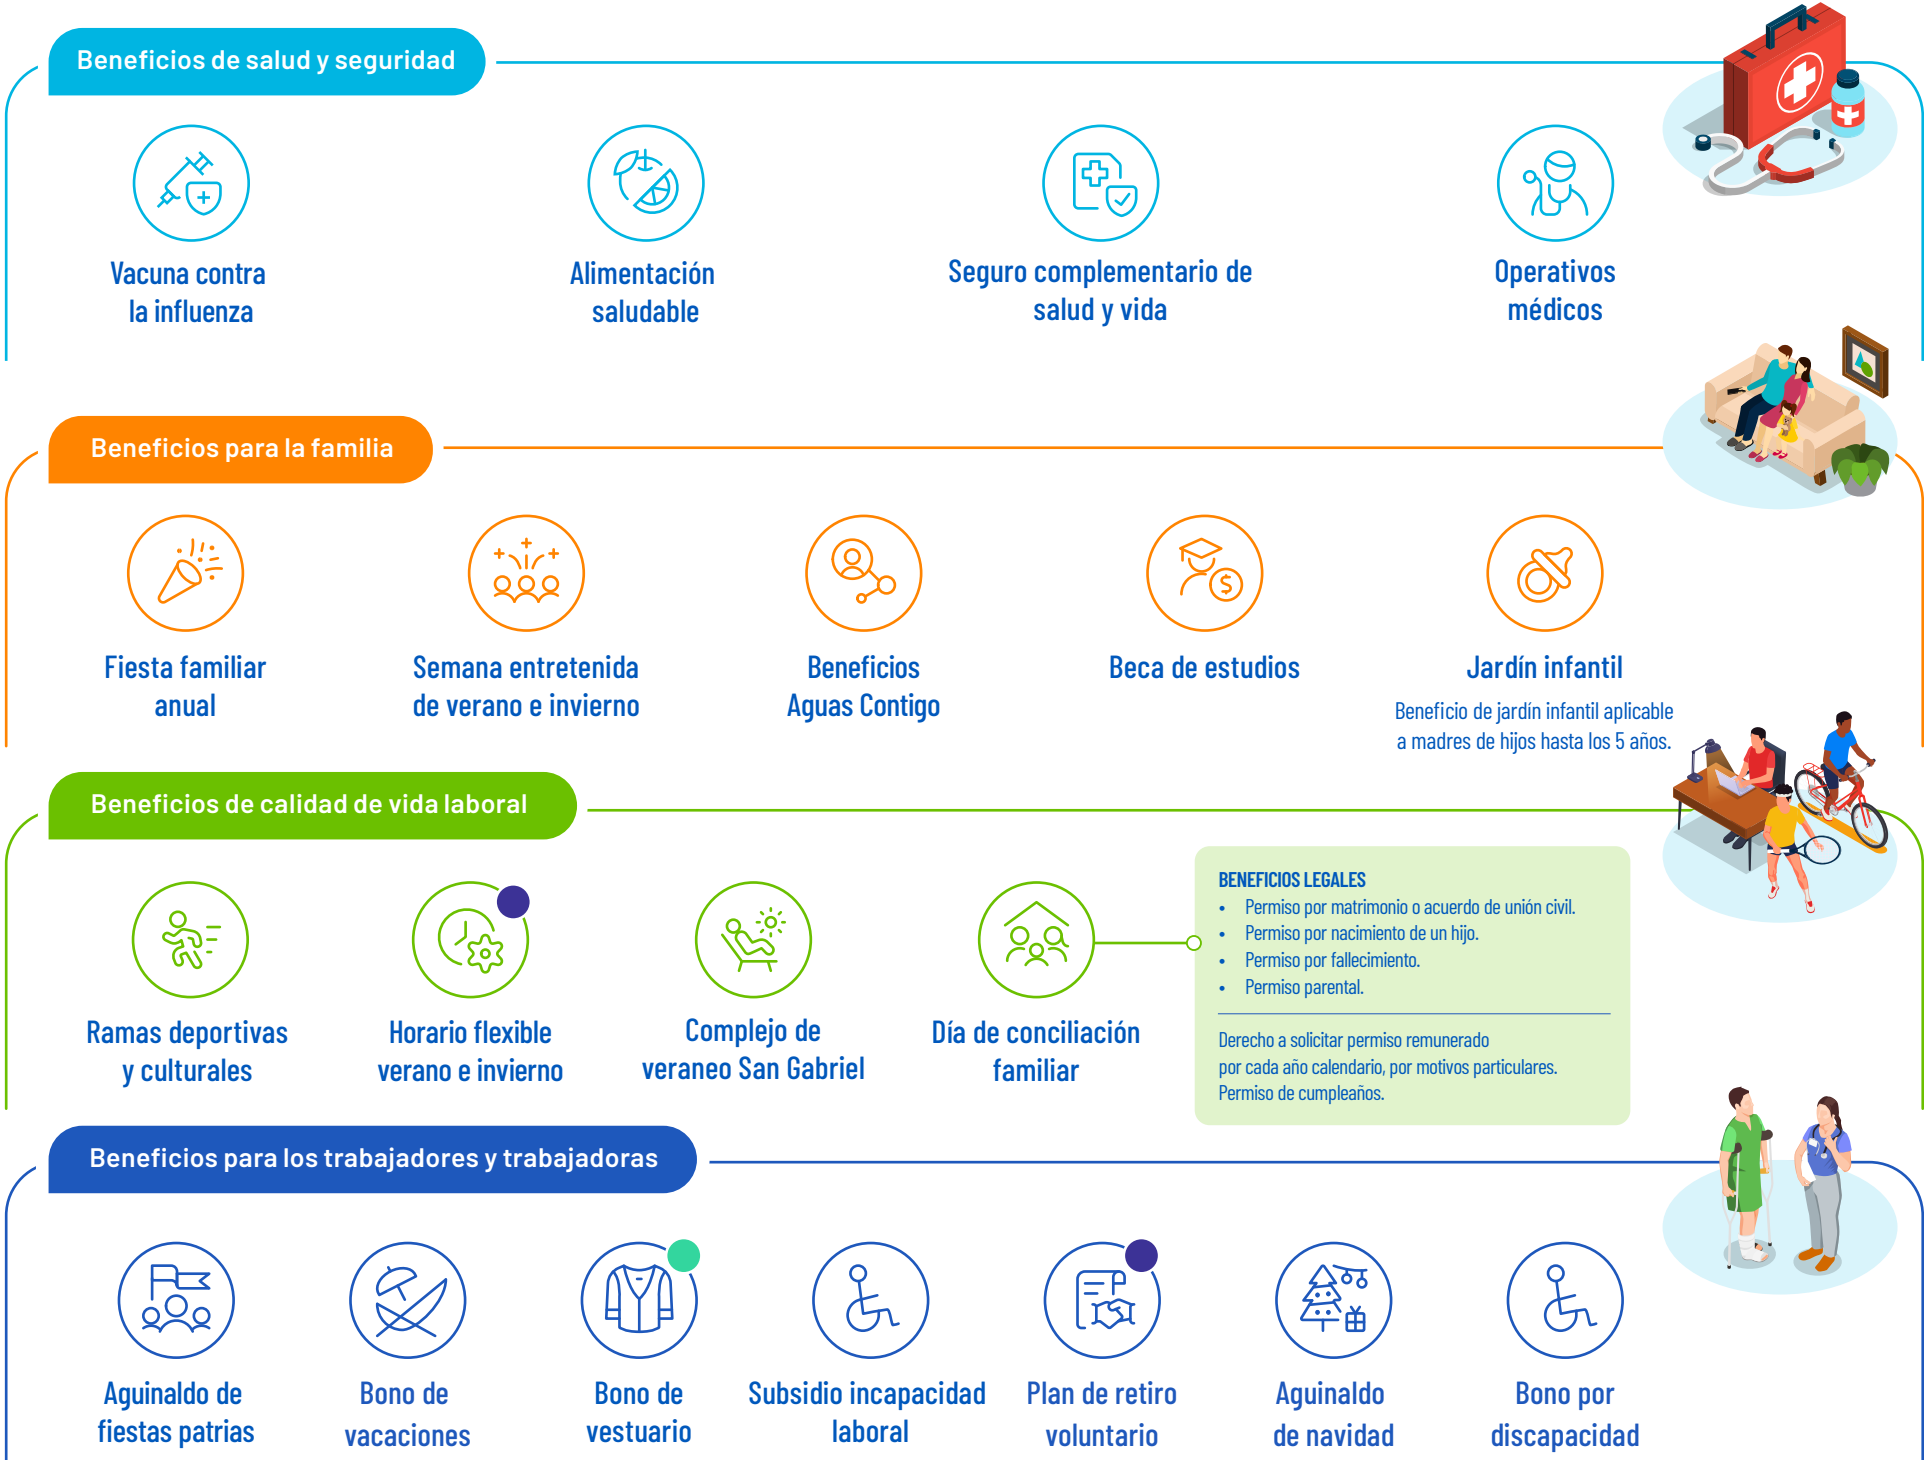 Beneficios de salud y seguridad
Vacuna contra
la influenza
Alimentación
saludable
Seguro complementario de
salud y vida
Operativos
médicos
Beneficios para la familia
Fiesta familiar
anual
Semana entretenida
de verano e invierno
Beneficios
Aguas Contigo
Beca de estudios
Jardín infantil
Beneficio de jardín infantil aplicable
a madres de hijos hasta los 5 años.
Beneficios de calidad de vida laboral
Ramas deportivas
y culturales
Horario flexible
verano e invierno
Complejo de
veraneo San Gabriel
Día de conciliación
familiar
BENEFICIOS LEGALES
• Permiso por matrimonio o acuerdo de unión civil.
• Permiso por nacimiento de un hijo.
• Permiso por fallecimiento.
• Permiso parental.
Derecho a solicitar permiso remunerado
por cada año calendario, por motivos particulares.
Permiso de cumpleaños.
Beneficios para los trabajadores y trabajadoras
Aguinaldo de
fiestas patrias
Bono de
vacaciones
Bono de
vestuario
Subsidio incapacidad
laboral
Plan de retiro
voluntario
Aguinaldo
de navidad
Bono por
discapacidad